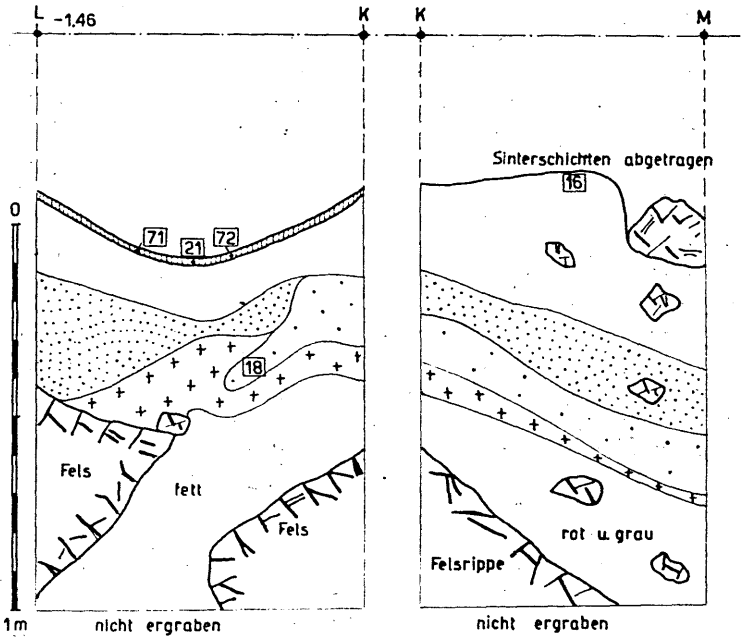 L -1.46 K K M
Sinterschichten abgetragen
16
0
71 21 72
18
Fels fett
Fels
rot u. grau
Felsrippe
1m nicht ergraben nicht ergraben